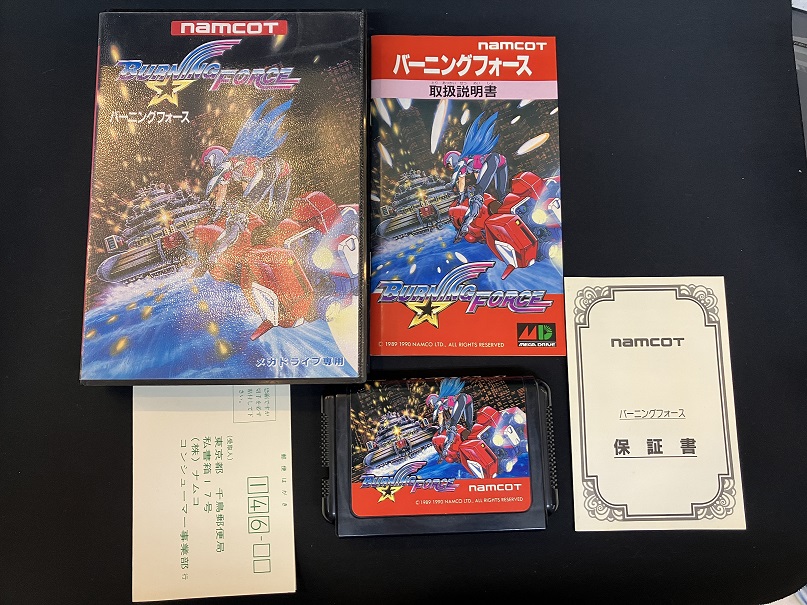 namcoT
BURNING FORCE
バーニングフォース
メガドライブ専用
namcoT
バーニングフォース
取扱説明書
BURNING FORCE
MD
MEGA DRIVE
© 1989 1990 NAMCO LTD., ALL RIGHTS RESERVED
郵便はがき
146-
(受取人)
東京都 千鳥郵便局
私書箱17号
(株)ナムコ
コンシューマー事業部 行
BURNING FORCE
namcoT
© 1989 1990 NAMCO LTD., ALL RIGHTS RESERVED
namcoT
バーニングフォース
保証書